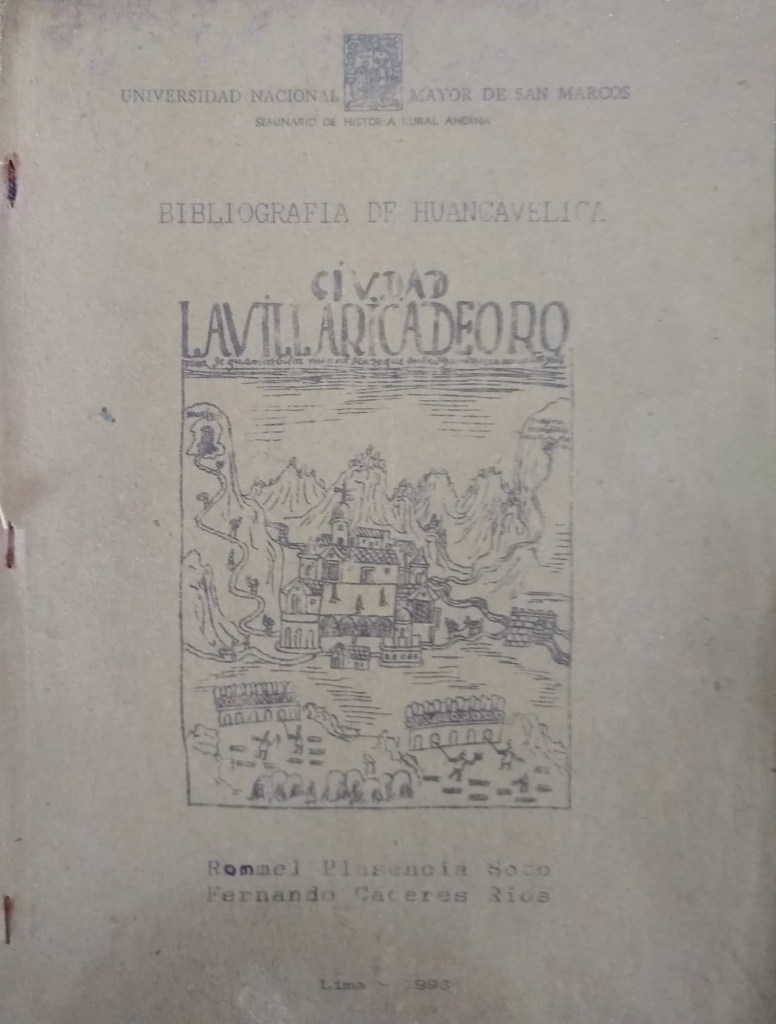 UNIVERSIDAD NACIONAL MAYOR DE SAN MARCOS
SEMINARIO DE HISTORIA RURAL ANDINA
BIBLIOGRAFIA DE HUANCAVELICA
CIVDAD
LAVILLARICADEORO
Rommel Plasencia Soto
Fernando Cáceres Ríos
Lima -